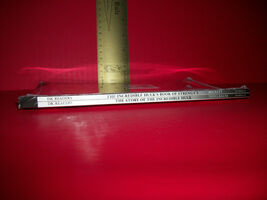 DK READERS THE INCREDIBLE HULK'S BOOK OF STRENGTH
DK READERS THE STORY OF THE INCREDIBLE HULK